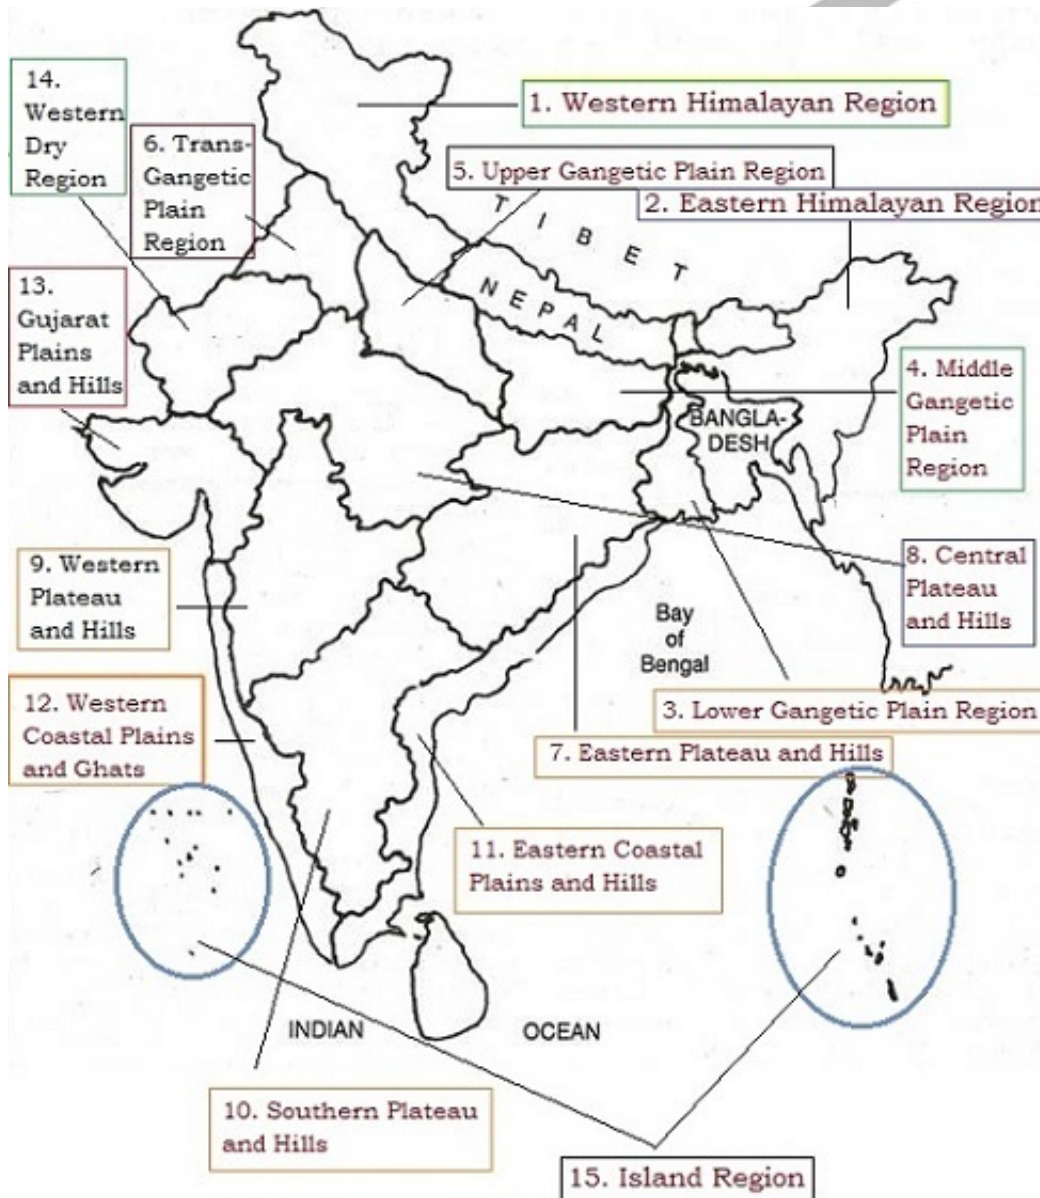 14.
Western
Dry
Region
6. Trans-
Gangetic
Plain
Region
1. Western Himalayan Region
5. Upper Gangetic Plain Region
2. Eastern Himalayan Region
TIBET
NEPAL
13.
Gujarat
Plains
and Hills
4. Middle
Gangetic
Plain
Region
BANGLA-
DESH
9. Western
Plateau
and Hills
8. Central
Plateau
and Hills
Bay
of
Bengal
12. Western
Coastal Plains
and Ghats
3. Lower Gangetic Plain Region
7. Eastern Plateau and Hills
11. Eastern Coastal
Plains and Hills
INDIAN
OCEAN
10. Southern Plateau
and Hills
15. Island Region